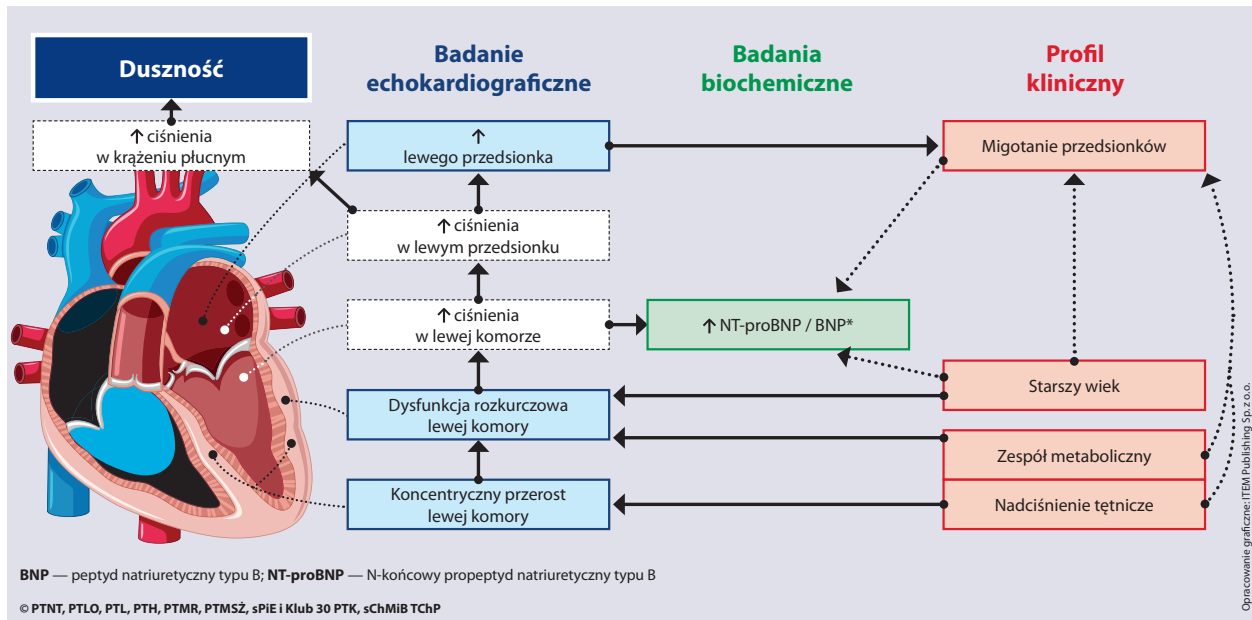 Duszność
Badanie
echokardiograficzne
Badania
biochemiczne
Profil
kliniczny
↑ ciśnienia
w krążeniu płucnym
↑
lewego przedsionka
Migotanie przedsionków
↑ ciśnienia
w lewym przedsionku
↑ ciśnienia
w lewej komorze
↑ NT-proBNP / BNP*
Dysfunkcja rozkurczowa
lewej komory
Starszy wiek
Zespół metaboliczny
Koncentryczny przerost
lewej komory
Nadciśnienie tętnicze
BNP — peptyd natriuretyczny typu B; NT-proBNP — N-końcowy propeptyd natriuretyczny typu B
© PTNT, PTLO, PTL, PTH, PTMR, PTMSŻ, sPiE i Klub 30 PTK, sChMiB TChP
Opracowanie graficzne: ITEM Publishing Sp. z o.o.